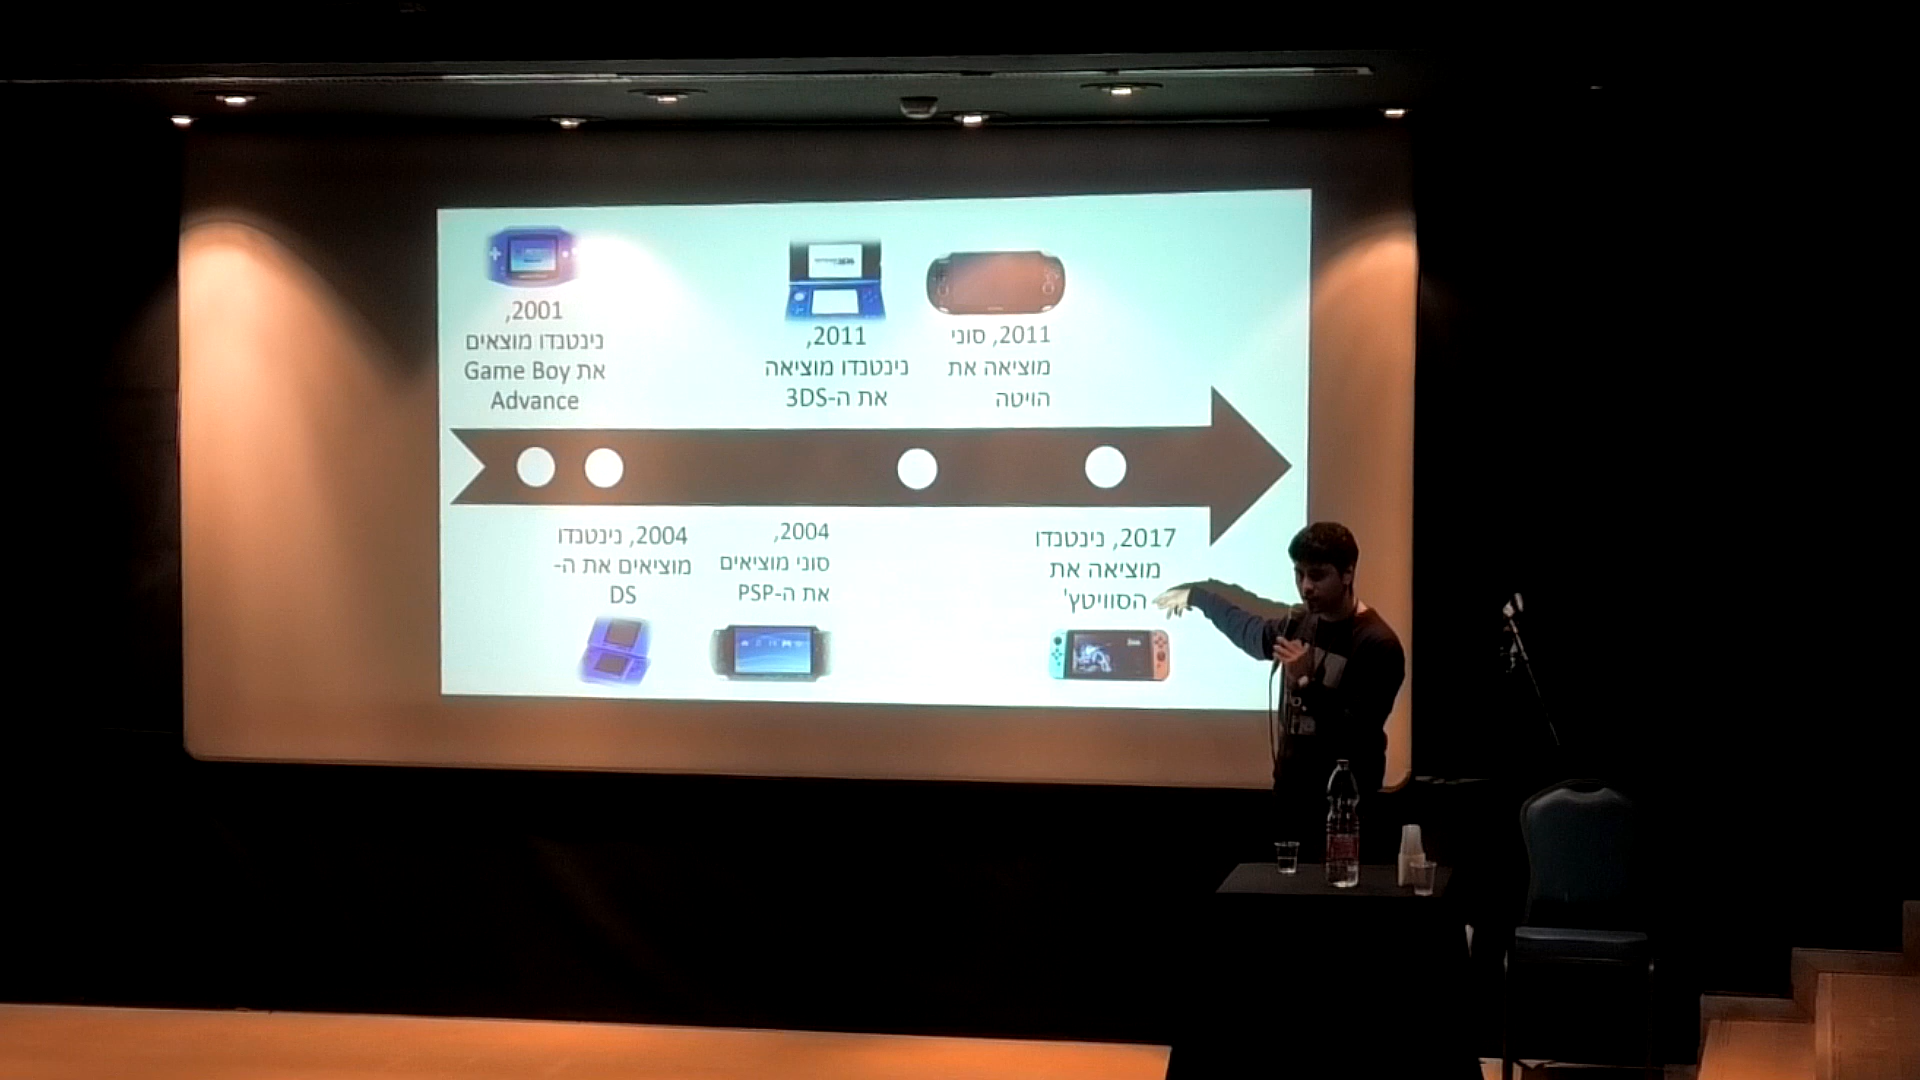 2001,
נינטנדו מוצאים
את Game Boy
Advance
2011,
נינטנדו מוציאה
את ה-3DS
2011, סוני
מוציאה את
הויטה
2004, נינטנדו
מוציאים את ה-
DS
2004,
סוני מוציאים
את ה-PSP
2017, נינטנדו
מוציאה את
הסוויטץ'